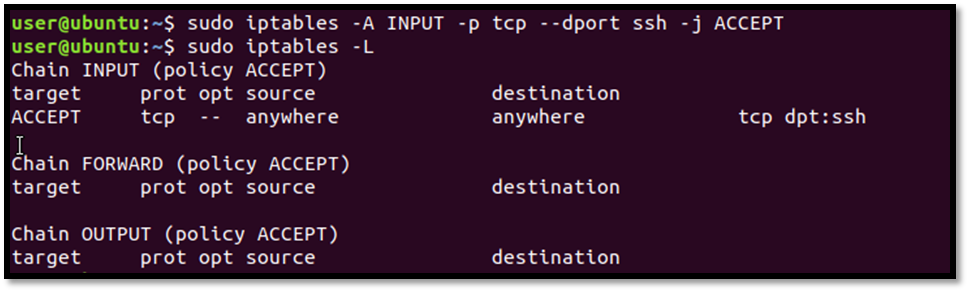 user@ubuntu:~$ sudo iptables -A INPUT -p tcp --dport ssh -j ACCEPT
user@ubuntu:~$ sudo iptables -L
Chain INPUT (policy ACCEPT)
target     prot opt source               destination
ACCEPT     tcp  --  anywhere             anywhere             tcp dpt:ssh

Chain FORWARD (policy ACCEPT)
target     prot opt source               destination

Chain OUTPUT (policy ACCEPT)
target     prot opt source               destination